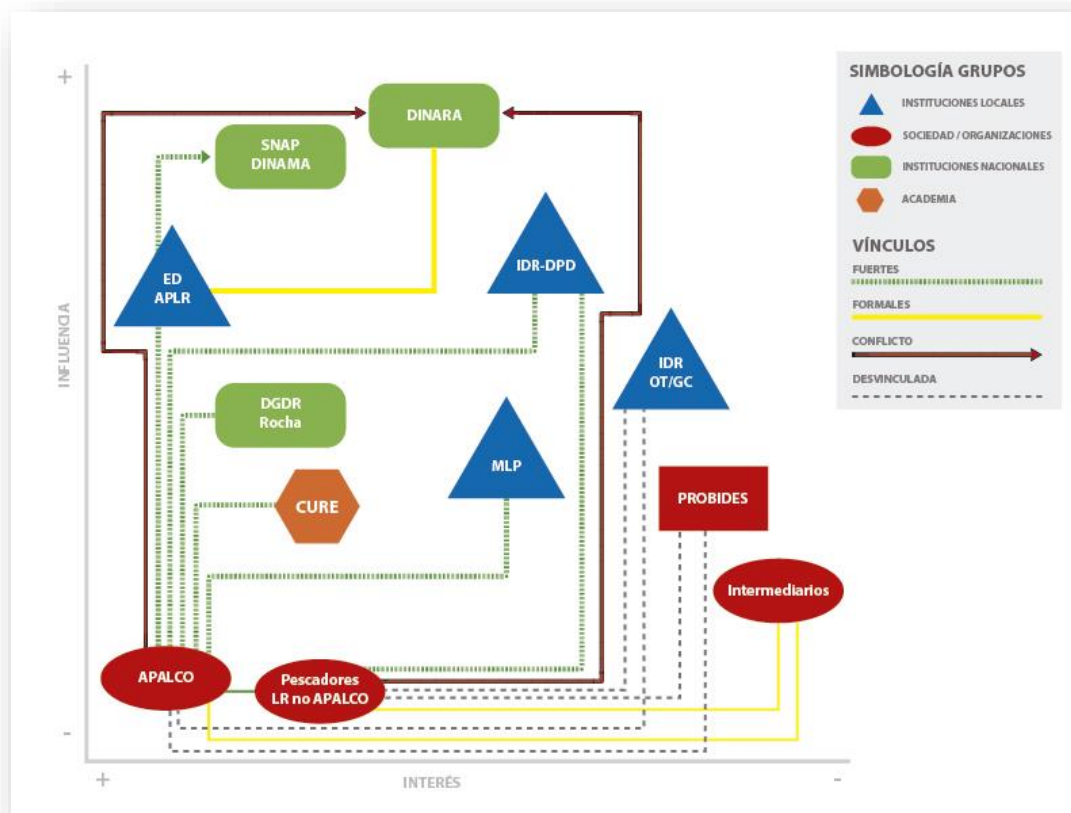 +
DINARA
SNAP
DINAMA
ED
APLR
IDR-DPD
INFLUENCIA
IDR
OT/GC
DGDR
Rocha
MLP
CURE
PROBIDES
Intermediarios
APALCO
Pescadores
LR no APALCO
-
+
INTERÉS
-
SIMBOLOGÍA GRUPOS
INSTITUCIONES LOCALES
SOCIEDAD / ORGANIZACIONES
INSTITUCIONES NACIONALES
ACADEMIA
VÍNCULOS
FUERTES
FORMALES
CONFLICTO
DESVINCULADA